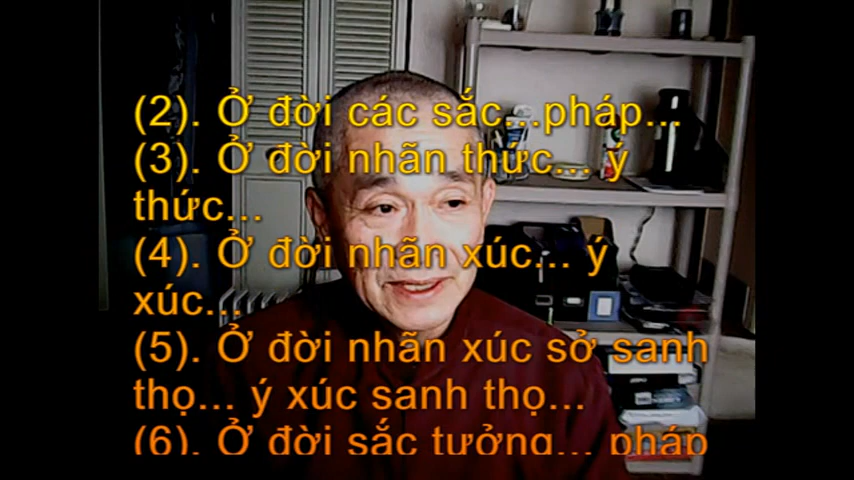 (2). Ở đời các sắc...pháp...
(3). Ở đời nhãn thức... ý
thức...
(4). Ở đời nhãn xúc... ý
xúc...
(5). Ở đời nhãn xúc sở sanh
thọ... ý xúc sanh thọ...
(6). Ở đời sắc tưởng... pháp